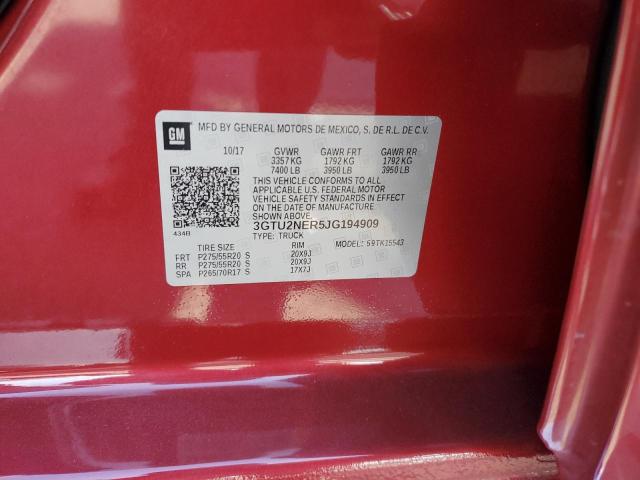 GM
MFD BY GENERAL MOTORS DE MEXICO, S. DE R.L. DE C.V.
10/17 GVWR GAWR FRT GAWR RR
3357 KG 1792 KG 1792 KG
7400 LB 3950 LB 3950 LB
THIS VEHICLE CONFORMS TO ALL
APPLICABLE U.S. FEDERAL MOTOR
VEHICLE SAFETY STANDARDS IN EFFECT
ON THE DATE OF MANUFACTURE
SHOWN ABOVE.
3GTU2NER5JG194909
434B TYPE: TRUCK
TIRE SIZE RIM MODEL: 59TK15543
FRT P275/55R20 S 20X9J
RR P275/55R20 S 20X9J
SPA P265/70R17 S 17X7J